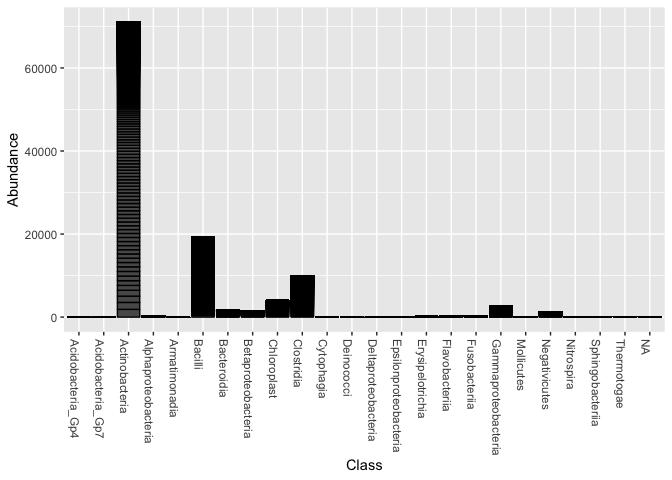 60000
40000
20000
0
Abundance
Acidobacteria_Gp4
Acidobacteria_Gp7
Actinobacteria
Alphaproteobacteria
Armatimonadia
Bacilli
Bacteroidia
Betaproteobacteria
Chloroplast
Clostridia
Cytophagia
Deinococci
Deltaproteobacteria
Epsilonproteobacteria
Erysipelotrichia
Flavobacteriia
Fusobacteriia
Gammaproteobacteria
Mollicutes
Negativicutes
Nitrospira
Sphingobacteriia
Thermotogae
NA
Class